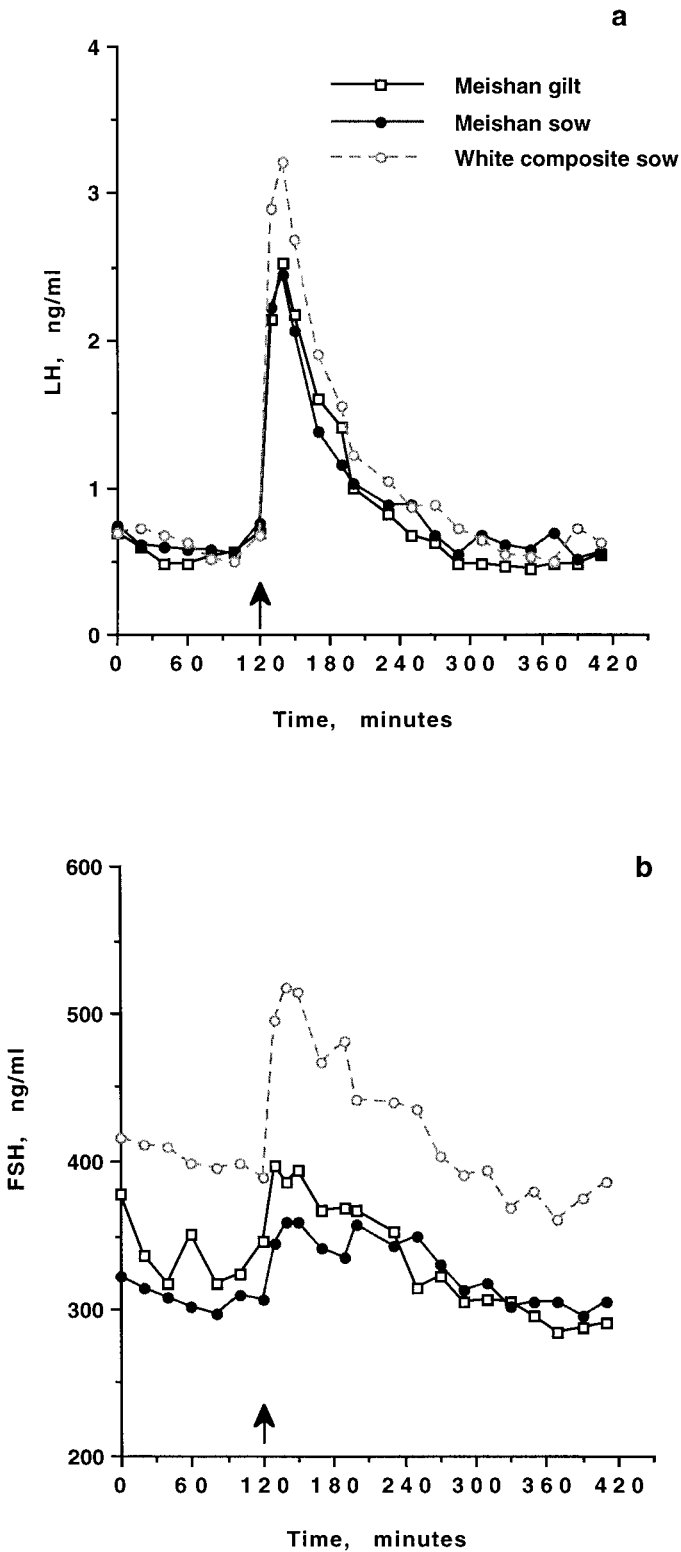 a
4
3
2
1
0
LH, ng/ml
Meishan gilt
Meishan sow
White composite sow
0 60 120 180 240 300 360 420
Time, minutes
b
600
500
400
300
200
FSH, ng/ml
0 60 120 180 240 300 360 420
Time, minutes